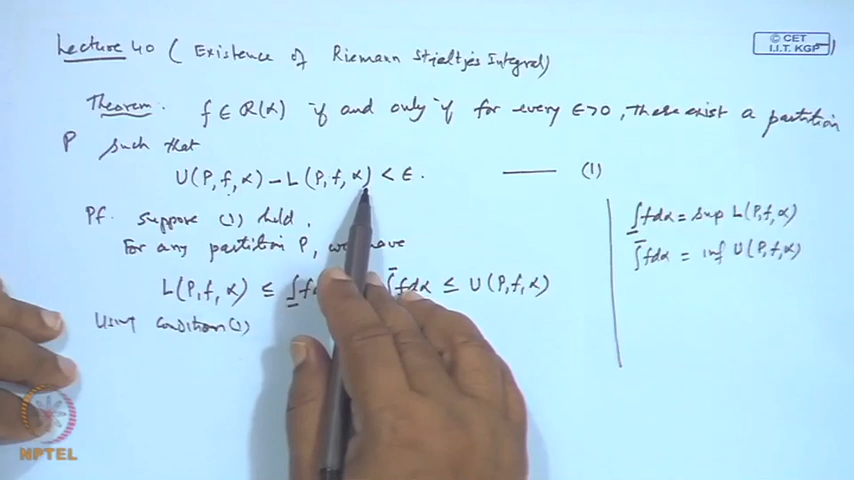 Lecture 40 ( Existence of Riemann Stieltjes Integral)
© CET
I.I.T. KGP
Theorem. f ∈ R(α) if and only if for every ε>0, there exist a partition
P such that
U(P,f,α) – L(P,f,α) < ε. —— (1)
Pf. suppose (1) held.
For any partition P, we have
L(P,f,α) ≤ ∫̲ f ∫̄ fdα ≤ U(P,f,α)
Using condition (1)
∫̲ fdα = sup L(P,f,α)
∫̄ fdα = inf U(P,f,α)
NPTEL